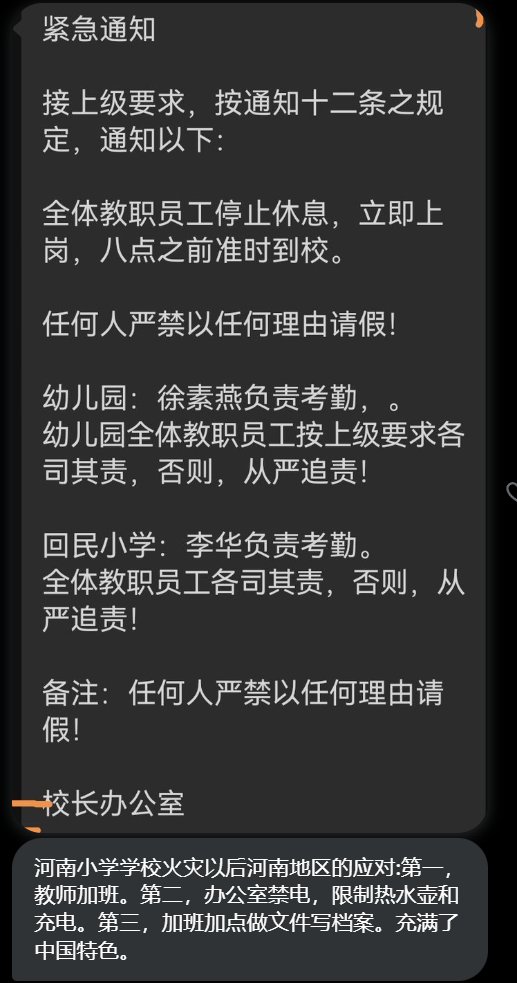 紧急通知
接上级要求，按通知十二条之规
定，通知以下：
全体教职员工停止休息，立即上
岗，八点之前准时到校。
任何人严禁以任何理由请假！
幼儿园：徐素燕负责考勤，。
幼儿园全体教职员工按上级要求各
司其责，否则，从严追责！
回民小学：李华负责考勤。
全体教职员工各司其责，否则，从
严追责！
备注：任何人严禁以任何理由请
假！
校长办公室
河南小学学校火灾以后河南地区的应对:第一，
教师加班。第二，办公室禁电，限制热水壶和
充电。第三，加班加点做文件写档案。充满了
中国特色。